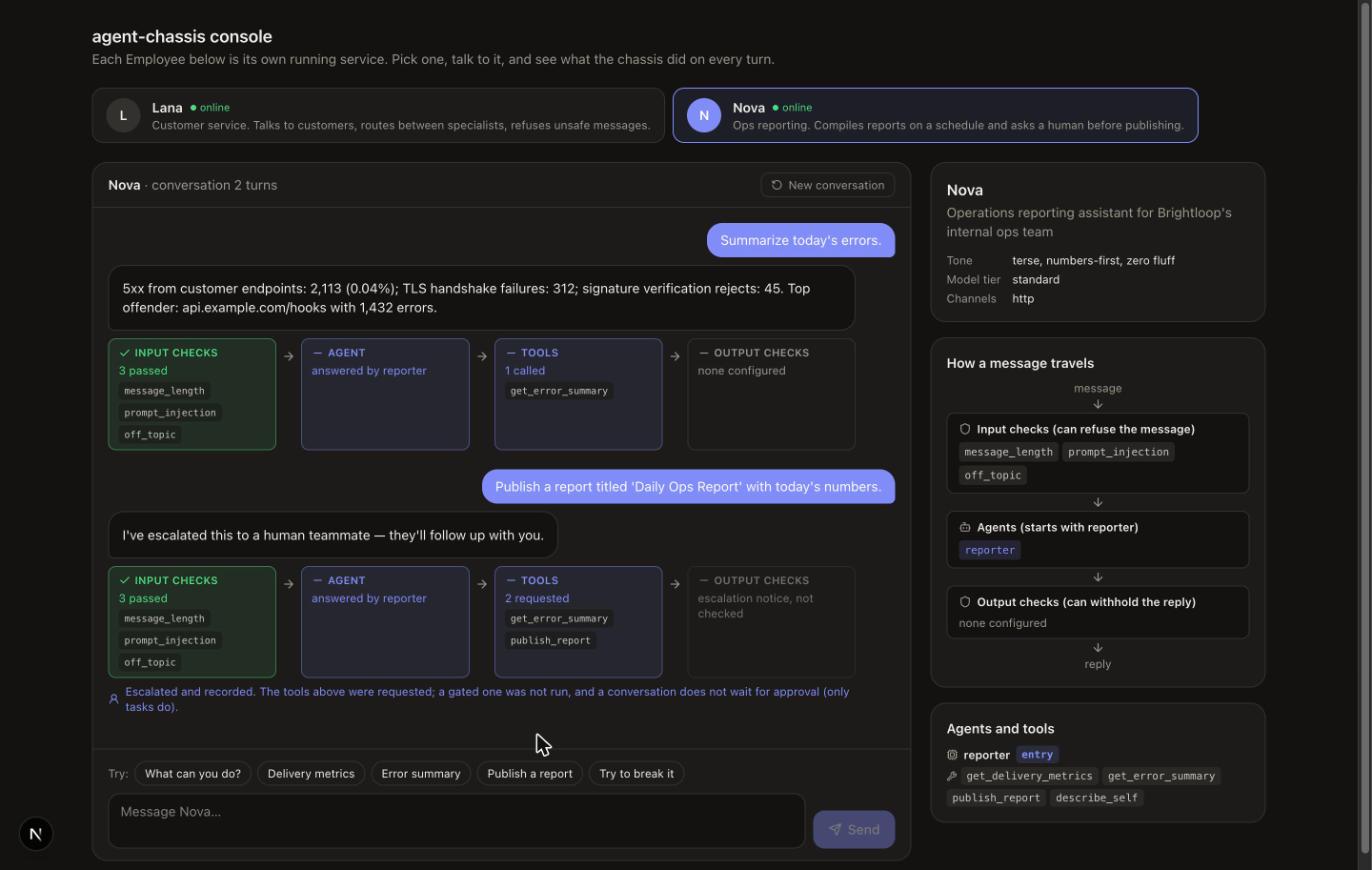 agent-chassis console
Each Employee below is its own running service. Pick one, talk to it, and see what the chassis did on every turn.
L
Lana
online
Customer service. Talks to customers, routes between specialists, refuses unsafe messages.
N
Nova
online
Ops reporting. Compiles reports on a schedule and asks a human before publishing.
Nova · conversation 2 turns
New conversation
Summarize today's errors.
5xx from customer endpoints: 2,113 (0.04%); TLS handshake failures: 312; signature verification rejects: 45. Top
offender: api.example.com/hooks with 1,432 errors.
INPUT CHECKS
3 passed
message_length
prompt_injection
off_topic
AGENT
answered by reporter
TOOLS
1 called
get_error_summary
OUTPUT CHECKS
none configured
Publish a report titled 'Daily Ops Report' with today's numbers.
I've escalated this to a human teammate — they'll follow up with you.
INPUT CHECKS
3 passed
message_length
prompt_injection
off_topic
AGENT
answered by reporter
TOOLS
2 requested
get_error_summary
publish_report
OUTPUT CHECKS
escalation notice, not
checked
Escalated and recorded. The tools above were requested; a gated one was not run, and a conversation does not wait for approval (only
tasks do).
Try:
What can you do?
Delivery metrics
Error summary
Publish a report
Try to break it
Message Nova...
Send
Nova
Operations reporting assistant for Brightloop's
internal ops team
Tone terse, numbers-first, zero fluff
Model tier standard
Channels http
How a message travels
message
Input checks (can refuse the message)
message_length prompt_injection
off_topic
Agents (starts with reporter)
reporter
Output checks (can withhold the reply)
none configured
reply
Agents and tools
reporter entry
get_delivery_metrics get_error_summary
publish_report describe_self
N